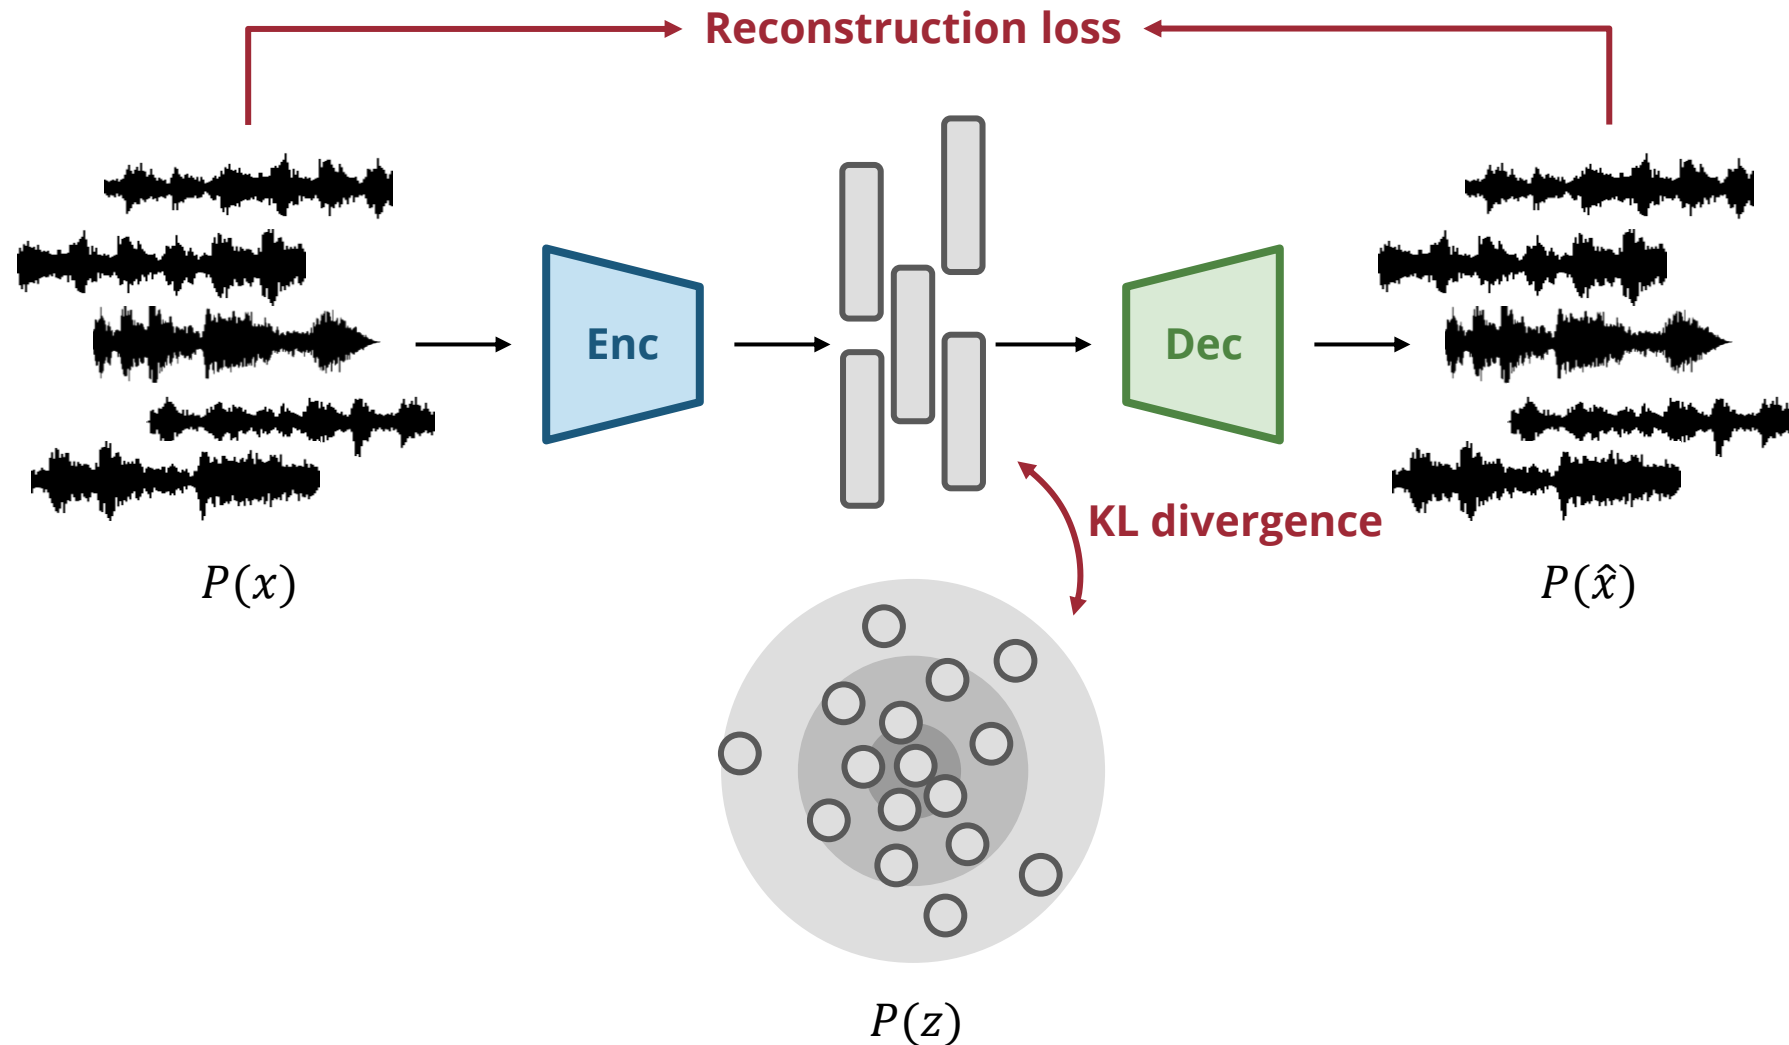 Reconstruction loss
Enc
Dec
KL divergence
P(x)
P(x̂)
P(z)